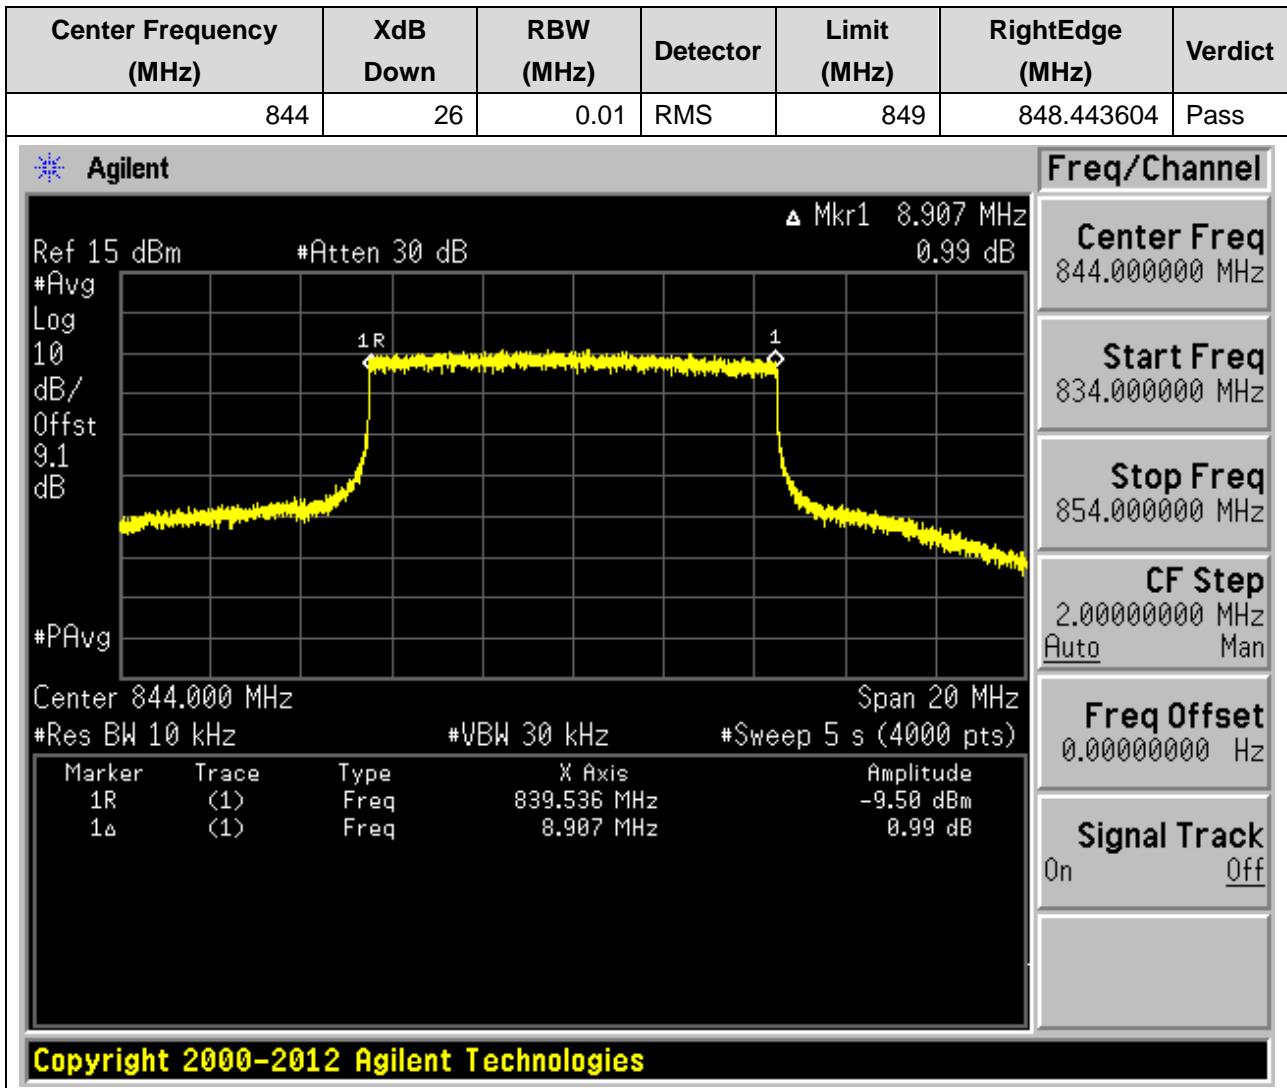 Center Frequency (MHz) XdB Down RBW (MHz) Detector Limit (MHz) RightEdge (MHz) Verdict
844 26 0.01 RMS 849 848.443604 Pass
Agilent
Freq/Channel
Δ Mkr1 8.907 MHz
Ref 15 dBm #Atten 30 dB 0.99 dB
#Avg
Log
10
dB/
Offst
9.1
dB
#PAvg
1R
1
Center 844.000 MHz Span 20 MHz
#Res BW 10 kHz #VBW 30 kHz #Sweep 5 s (4000 pts)
Marker Trace Type X Axis Amplitude
1R (1) Freq 839.536 MHz -9.50 dBm
1Δ (1) Freq 8.907 MHz 0.99 dB
Center Freq
844.000000 MHz
Start Freq
834.000000 MHz
Stop Freq
854.000000 MHz
CF Step
2.00000000 MHz
Auto Man
Freq Offset
0.00000000 Hz
Signal Track
On Off
Copyright 2000-2012 Agilent Technologies